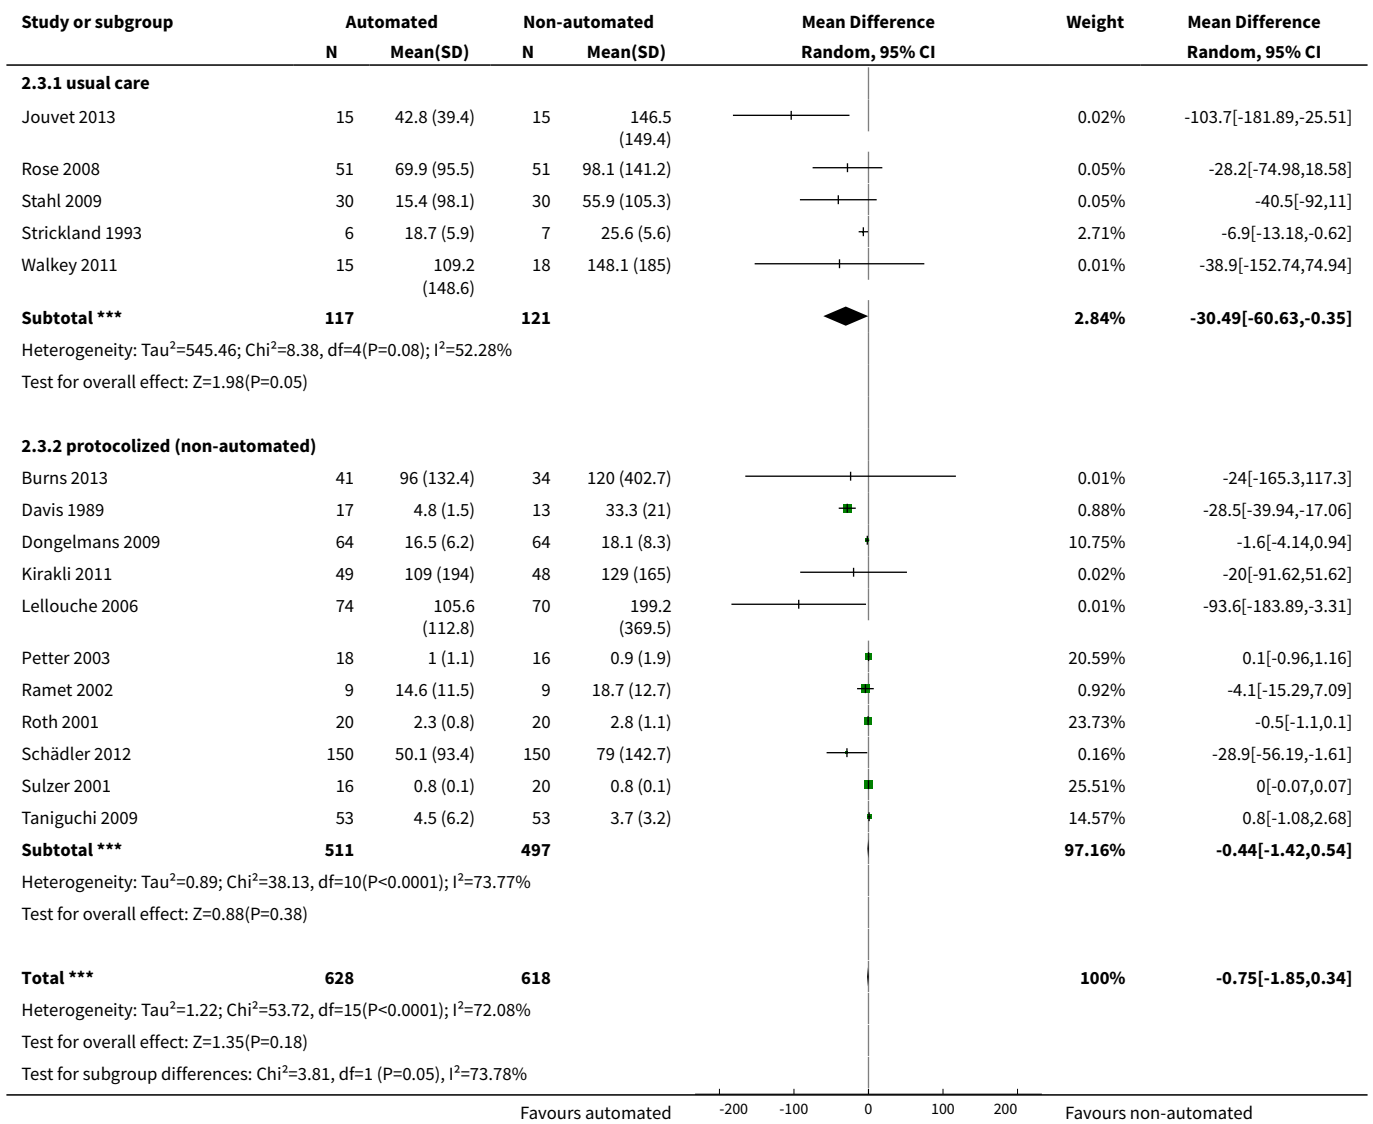 Study or subgroup Automated Non-automated Mean Difference Weight Mean Difference
N Mean(SD) N Mean(SD) Random, 95% CI Random, 95% CI
2.3.1 usual care
Jouvet 2013 15 42.8 (39.4) 15 146.5 0.02% -103.7[-181.89,-25.51]
(149.4)
Rose 2008 51 69.9 (95.5) 51 98.1 (141.2) 0.05% -28.2[-74.98,18.58]
Stahl 2009 30 15.4 (98.1) 30 55.9 (105.3) 0.05% -40.5[-92,11]
Strickland 1993 6 18.7 (5.9) 7 25.6 (5.6) 2.71% -6.9[-13.18,-0.62]
Walkey 2011 15 109.2 18 148.1 (185) 0.01% -38.9[-152.74,74.94]
(148.6)
Subtotal *** 117 121 2.84% -30.49[-60.63,-0.35]
Heterogeneity: Tau²=545.46; Chi²=8.38, df=4(P=0.08); I²=52.28%
Test for overall effect: Z=1.98(P=0.05)
2.3.2 protocolized (non-automated)
Burns 2013 41 96 (132.4) 34 120 (402.7) 0.01% -24[-165.3,117.3]
Davis 1989 17 4.8 (1.5) 13 33.3 (21) 0.88% -28.5[-39.94,-17.06]
Dongelmans 2009 64 16.5 (6.2) 64 18.1 (8.3) 10.75% -1.6[-4.14,0.94]
Kirakli 2011 49 109 (194) 48 129 (165) 0.02% -20[-91.62,51.62]
Lellouche 2006 74 105.6 70 199.2 0.01% -93.6[-183.89,-3.31]
(112.8) (369.5)
Petter 2003 18 1 (1.1) 16 0.9 (1.9) 20.59% 0.1[-0.96,1.16]
Ramet 2002 9 14.6 (11.5) 9 18.7 (12.7) 0.92% -4.1[-15.29,7.09]
Roth 2001 20 2.3 (0.8) 20 2.8 (1.1) 23.73% -0.5[-1.1,0.1]
Schädler 2012 150 50.1 (93.4) 150 79 (142.7) 0.16% -28.9[-56.19,-1.61]
Sulzer 2001 16 0.8 (0.1) 20 0.8 (0.1) 25.51% 0[-0.07,0.07]
Taniguchi 2009 53 4.5 (6.2) 53 3.7 (3.2) 14.57% 0.8[-1.08,2.68]
Subtotal *** 511 497 97.16% -0.44[-1.42,0.54]
Heterogeneity: Tau²=0.89; Chi²=38.13, df=10(P<0.0001); I²=73.77%
Test for overall effect: Z=0.88(P=0.38)
Total *** 628 618 100% -0.75[-1.85,0.34]
Heterogeneity: Tau²=1.22; Chi²=53.72, df=15(P<0.0001); I²=72.08%
Test for overall effect: Z=1.35(P=0.18)
Test for subgroup differences: Chi²=3.81, df=1 (P=0.05), I²=73.78%
Favours automated -200 -100 0 100 200 Favours non-automated